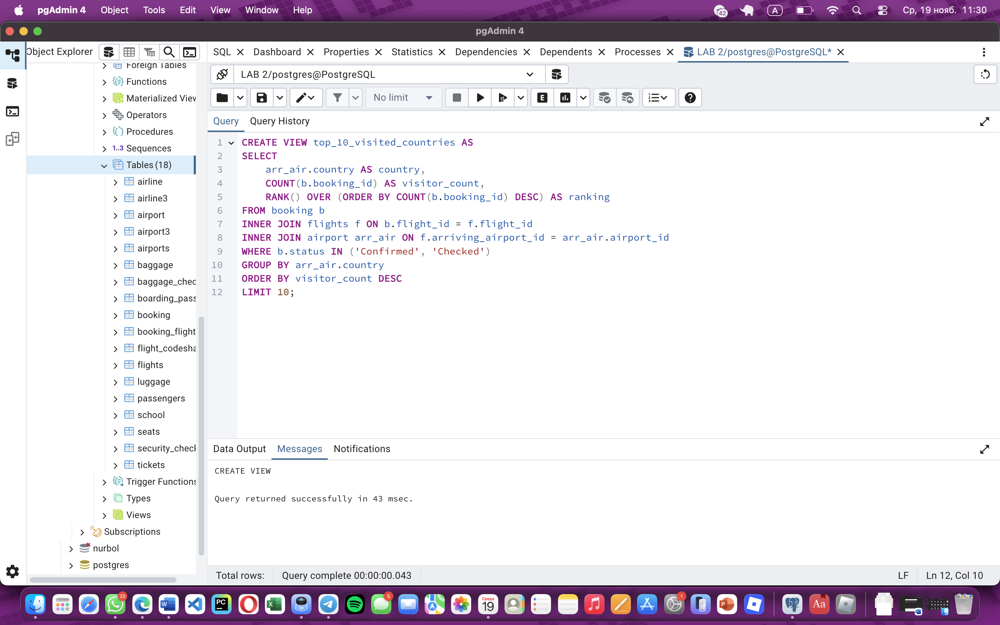 pgAdmin 4 Object Tools Edit View Window Help 42 A Ср, 19 нояб. 11:30
pgAdmin 4
Object Explorer
SQL Dashboard Properties Statistics Dependencies Dependents Processes LAB 2/postgres@PostgreSQL*
LAB 2/postgres@PostgreSQL
No limit E
Query Query History
Foreign Tables
Functions
Materialized View
Operators
Procedures
1..3 Sequences
Tables (18)
airline
airline3
airport
airport3
airports
baggage
baggage_chec
boarding_pass
booking
booking_flight
flight_codesha
flights
luggage
passengers
school
seats
security_check
tickets
Trigger Functions
Types
Views
Subscriptions
nurbol
postgres
1 CREATE VIEW top_10_visited_countries AS
2 SELECT
3 arr_air.country AS country,
4 COUNT(b.booking_id) AS visitor_count,
5 RANK() OVER (ORDER BY COUNT(b.booking_id) DESC) AS ranking
6 FROM booking b
7 INNER JOIN flights f ON b.flight_id = f.flight_id
8 INNER JOIN airport arr_air ON f.arriving_airport_id = arr_air.airport_id
9 WHERE b.status IN ('Confirmed', 'Checked')
10 GROUP BY arr_air.country
11 ORDER BY visitor_count DESC
12 LIMIT 10;
Data Output Messages Notifications
CREATE VIEW
Query returned successfully in 43 msec.
Total rows: Query complete 00:00:00.043 LF Ln 12, Col 10
23 W PC X 5 Среда 19 1 P Aa